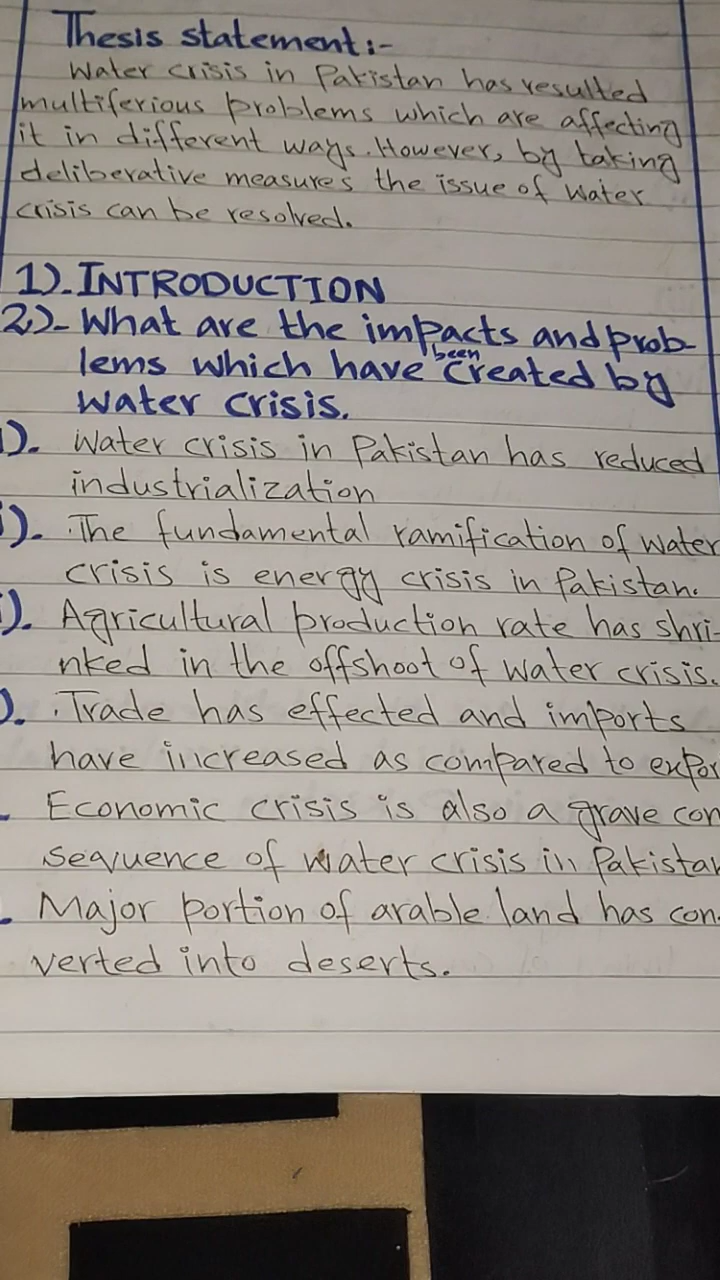 Thesis statement:-
Water crisis in Pakistan has resulted
multiferious problems which are affecting
it in different ways. However, by taking
deliberative measures the issue of water
crisis can be resolved.
1). INTRODUCTION
2)- What are the impacts and prob-
lems which have been created by
water crisis.
). Water crisis in Pakistan has reduced
industrialization
i). The fundamental ramification of water
crisis is energy crisis in Pakistan.
i). Agricultural production rate has shri-
nked in the offshoot of water crisis.
). Trade has effected and imports
have increased as compared to expor
Economic crisis is also a grave con
sequence of water crisis in Pakistan
Major portion of arable land has con-
verted into deserts.